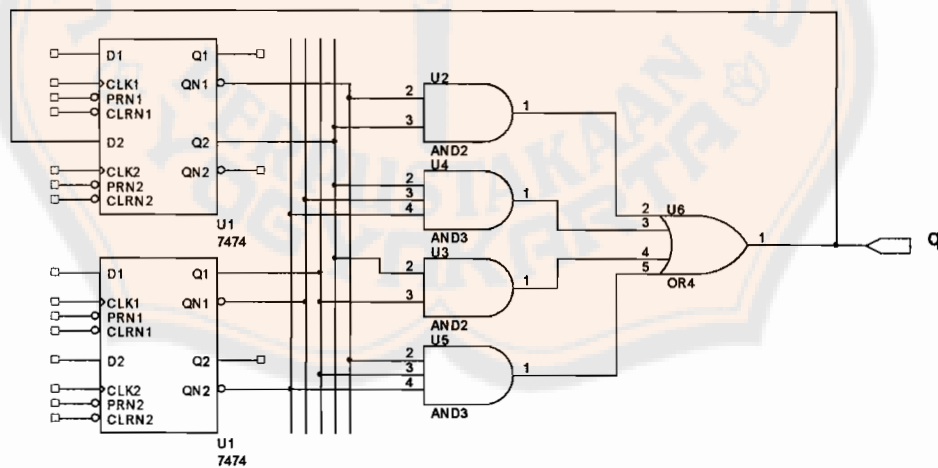 D1 Q1
CLK1 QN1
PRN1
CLRN1
D2 Q2
CLK2 QN2
PRN2
CLRN2
U1
7474
D1 Q1
CLK1 QN1
PRN1
CLRN1
D2 Q2
CLK2 QN2
PRN2
CLRN2
U1
7474
U2
2 1
3
AND2
U4
2 1
3
4
AND3
U3
2 1
3
AND2
U5
2 1
3
4
AND3
U6
2
3
4
5
1
OR4
q
PERPUSTAKAAN
YOGYAKARTA